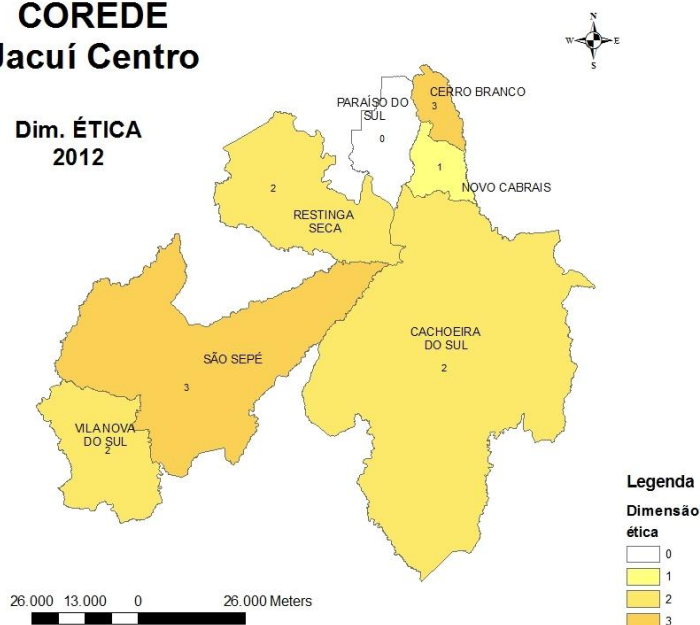 COREDE
Jacuí Centro
Dim. ÉTICA
2012
N
W
E
S
PARAÍSO DO
SUL
0
CERRO BRANCO
3
1
NOVO CABRAIS
2
RESTINGA
SECA
CACHOEIRA
DO SUL
2
SÃO SEPÉ
3
VILA NOVA
DO SUL
2
Legenda
Dimensão
ética
0
1
2
3
26.000 13.000 0 26.000 Meters